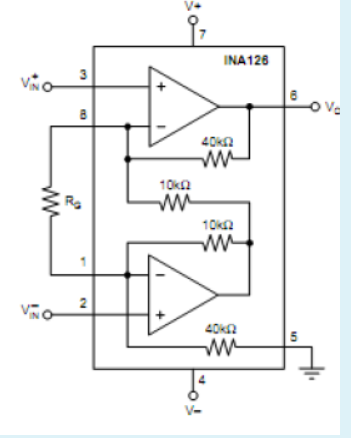 V+
7
INA126
V+IN
3
+
8
−
6
Vo
40kΩ
10kΩ
RG
10kΩ
1
−
V−IN
2
+
40kΩ
5
4
V−